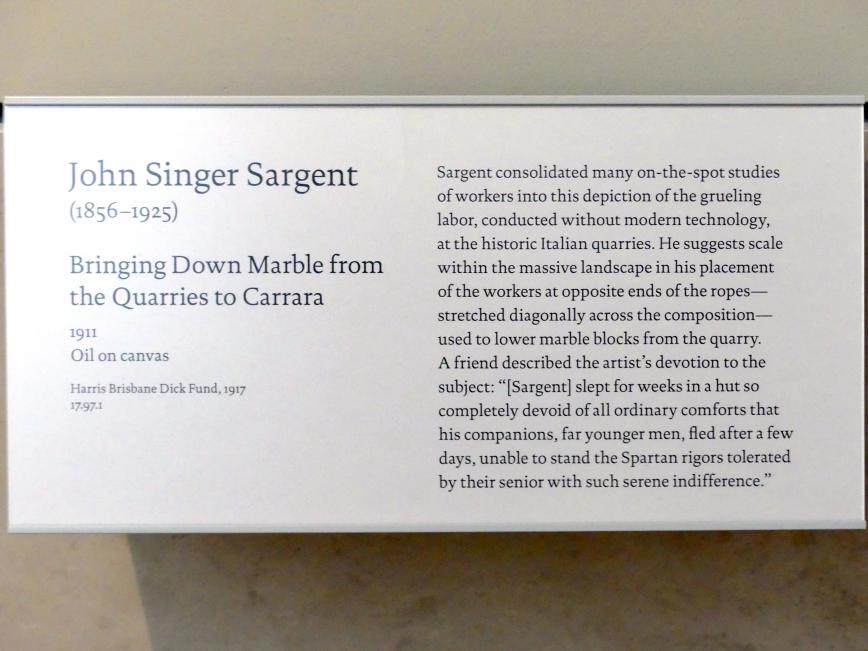 John Singer Sargent
(1856–1925)
Bringing Down Marble from
the Quarries to Carrara
1911
Oil on canvas
Harris Brisbane Dick Fund, 1917
17.97.1
Sargent consolidated many on-the-spot studies
of workers into this depiction of the grueling
labor, conducted without modern technology,
at the historic Italian quarries. He suggests scale
within the massive landscape in his placement
of the workers at opposite ends of the ropes—
stretched diagonally across the composition—
used to lower marble blocks from the quarry.
A friend described the artist’s devotion to the
subject: “[Sargent] slept for weeks in a hut so
completely devoid of all ordinary comforts that
his companions, far younger men, fled after a few
days, unable to stand the Spartan rigors tolerated
by their senior with such serene indifference.”